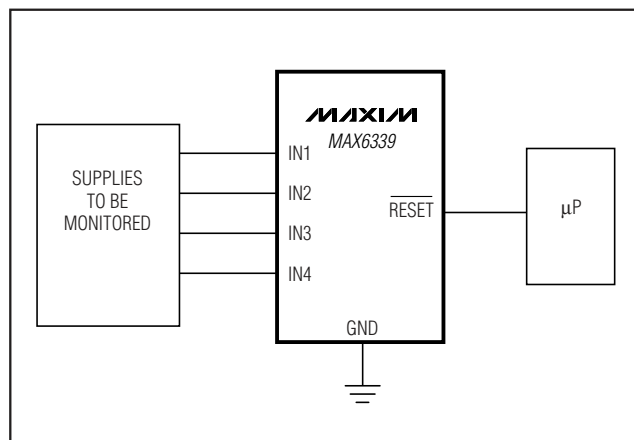 SUPPLIES
TO BE
MONITORED
MAXIM
MAX6339
IN1
IN2
IN3
IN4
RESET
GND
µP